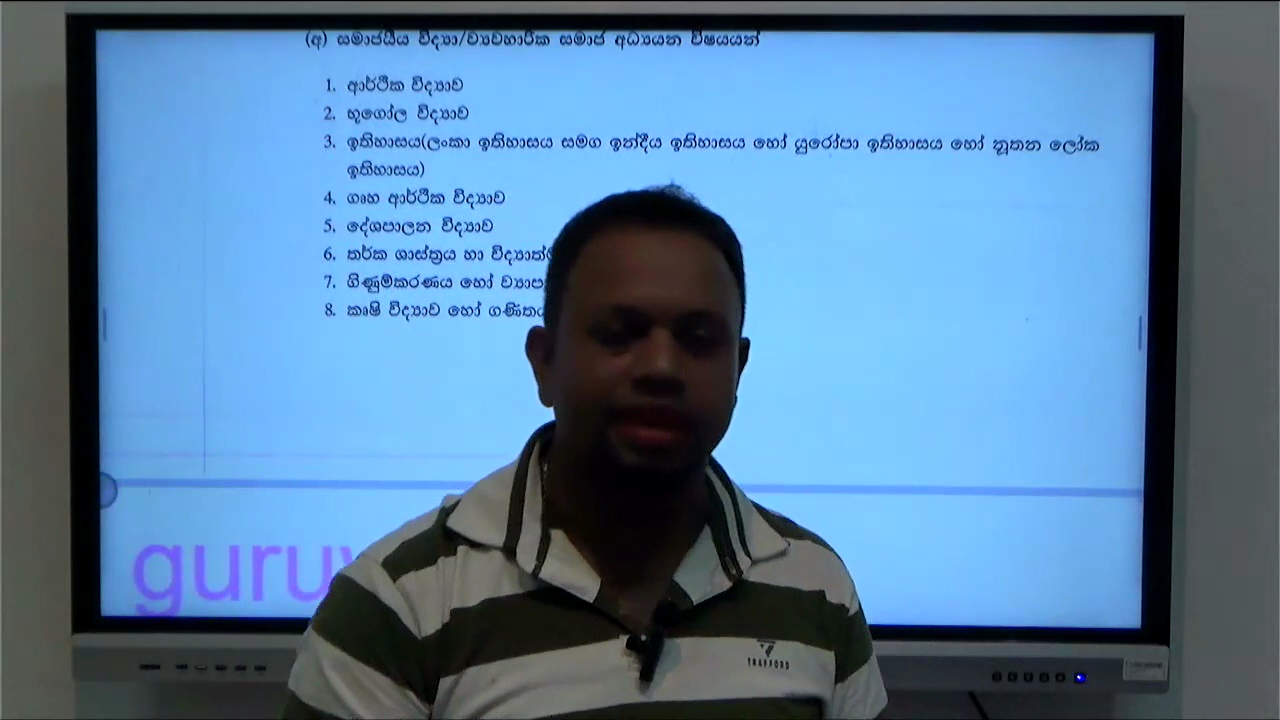 (අ) සමාජයීය විද්‍යා/ව්‍යවහාරික සමාජ අධ්‍යයන විෂයයන්
1. ආර්ථික විද්‍යාව
2. භූගෝල විද්‍යාව
3. ඉතිහාසය(ලංකා ඉතිහාසය සමග ඉන්දීය ඉතිහාසය හෝ යුරෝපා ඉතිහාසය හෝ නූතන ලෝක
ඉතිහාසය)
4. ගෘහ ආර්ථික විද්‍යාව
5. දේශපාලන විද්‍යාව
6. තර්ක ශාස්ත්‍රය හා
7. ගිණුම්කරණය හෝ
8. කෘෂි විද්‍යාව හෝ
TRAFFORD